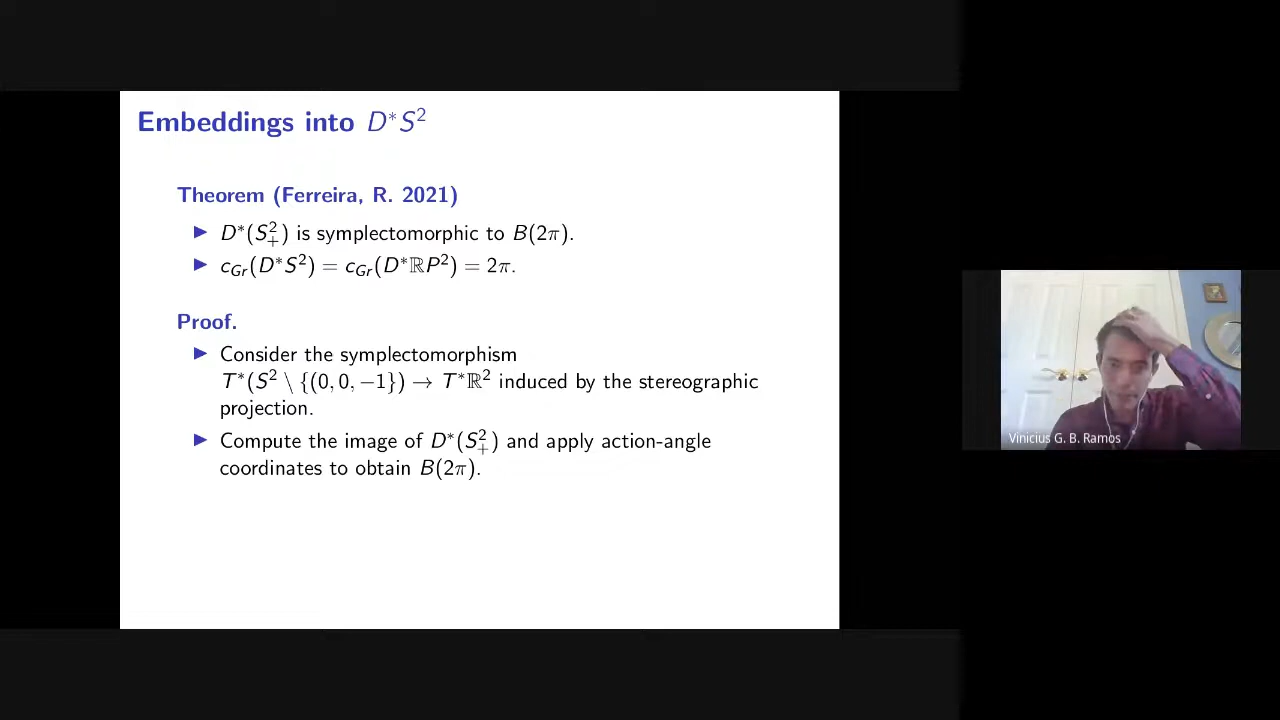 Embeddings into D*S²
Theorem (Ferreira, R. 2021)
▶ D*(S²₊) is symplectomorphic to B(2π).
▶ c_Gr(D*S²) = c_Gr(D*ℝP²) = 2π.
Proof.
▶ Consider the symplectomorphism
T*(S² \ {(0, 0, −1}) → T*ℝ² induced by the stereographic
projection.
▶ Compute the image of D*(S²₊) and apply action-angle
coordinates to obtain B(2π).
Vinicius G. B. Ramos